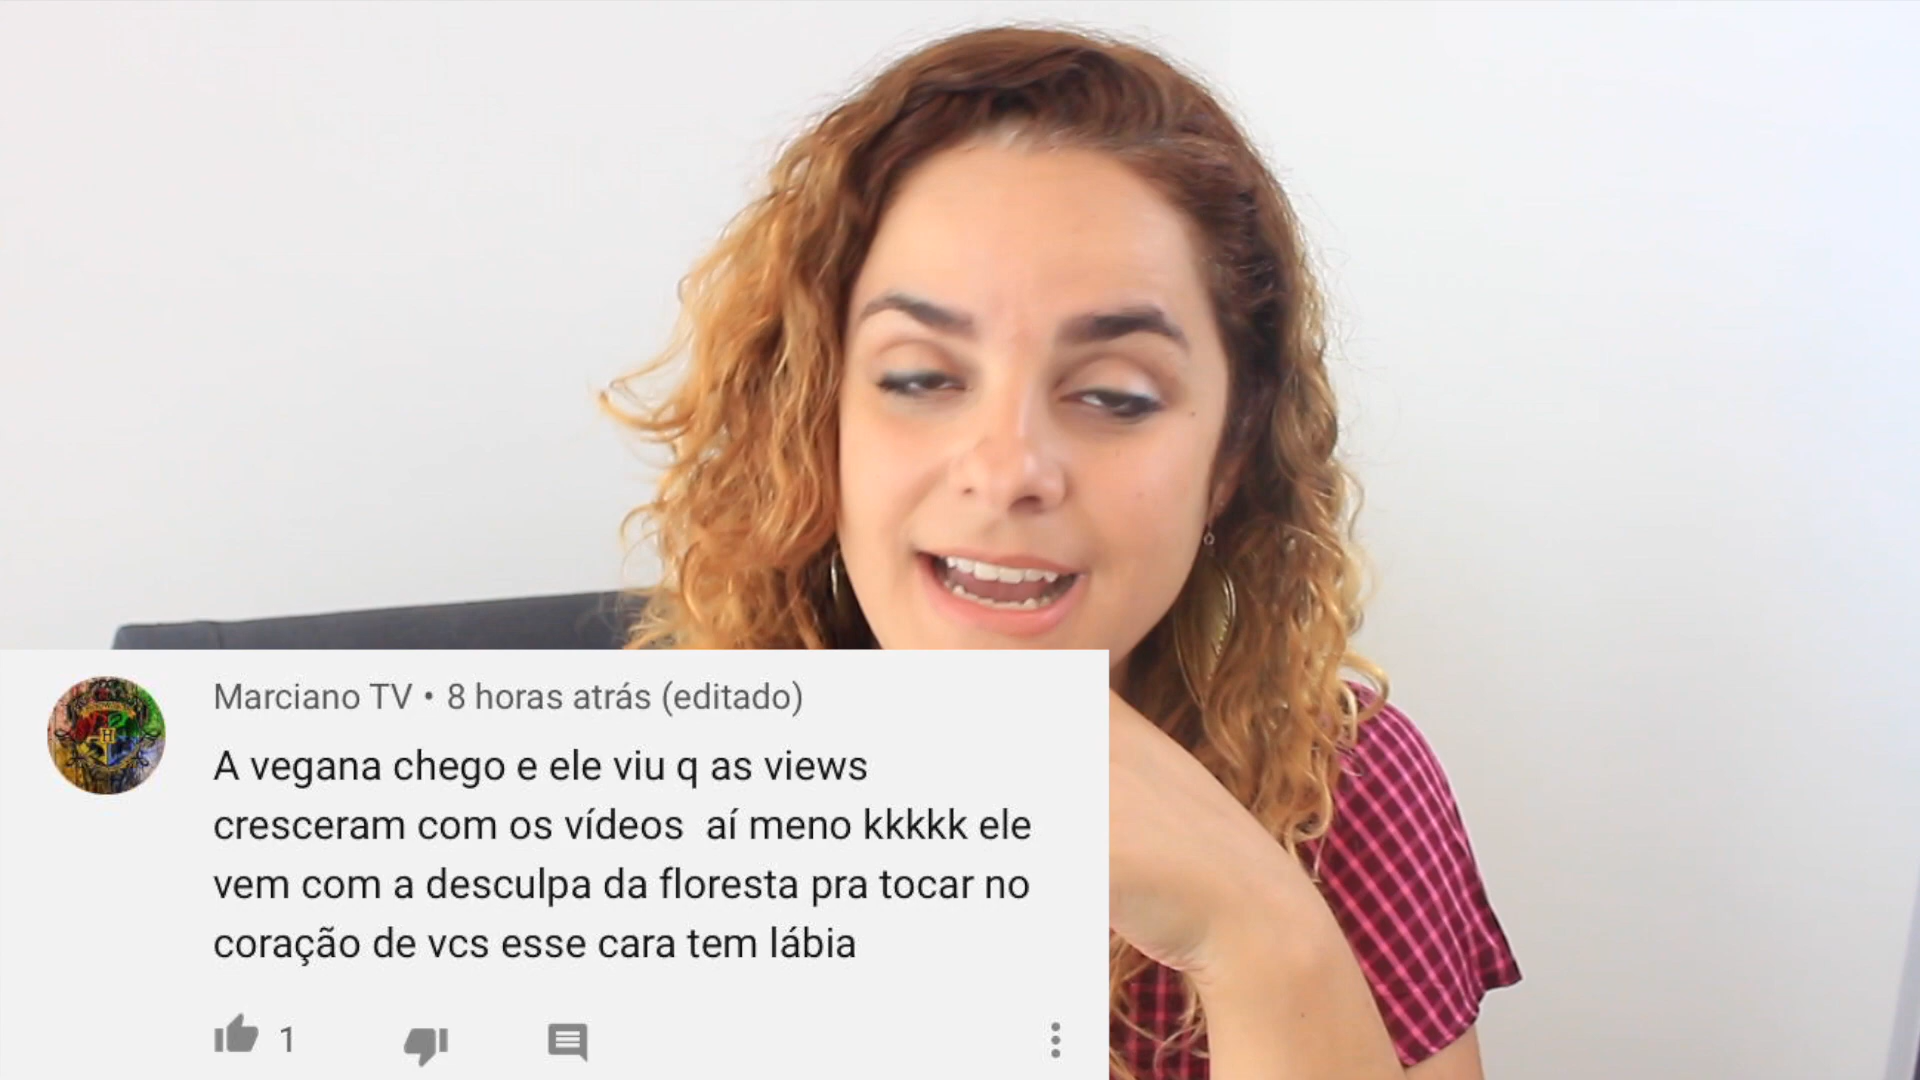 Marciano TV • 8 horas atrás (editado)
A vegana chego e ele viu q as views
cresceram com os vídeos  aí meno kkkkk ele
vem com a desculpa da floresta pra tocar no
coração de vcs esse cara tem lábia
1